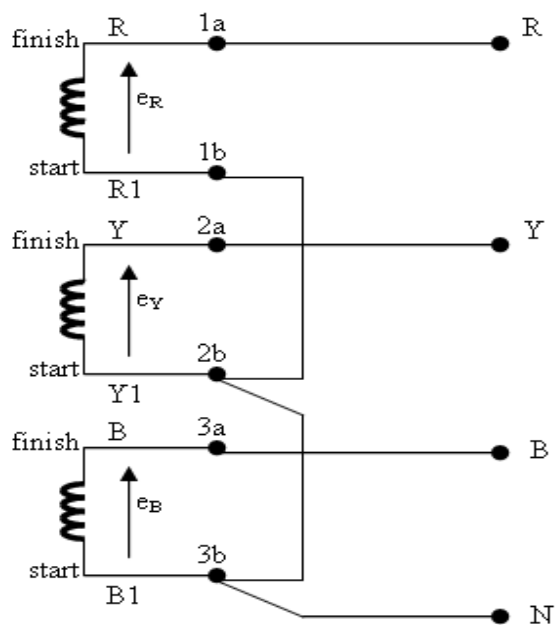 finish R 1a R
eR
start R1 1b
finish Y 2a Y
eY
start Y1 2b
finish B 3a B
eB
start B1 3b
N